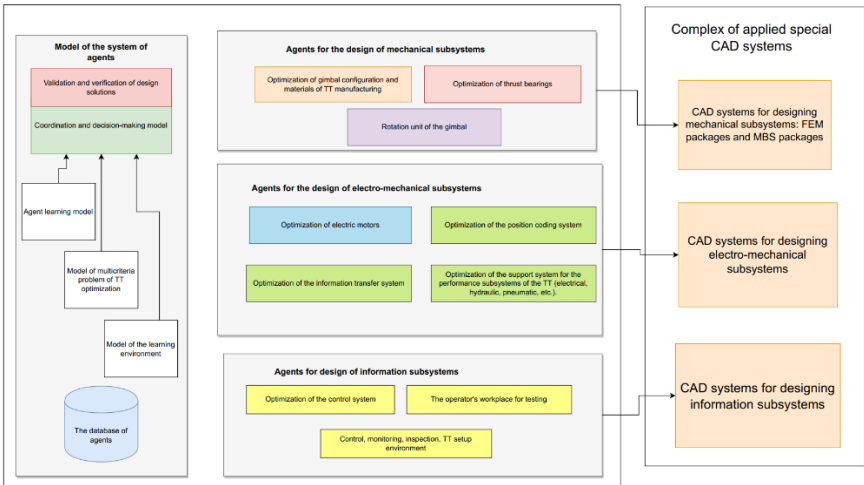 Model of the system of
agents
Validation and verification of design
solutions
Coordination and decision-making model
Agent learning model
Model of multicriteria
problem of TT
optimization
Model of the learning
environment
The database of
agents
Agents for the design of mechanical subsystems
Optimization of gimbal configuration and
materials of TT manufacturing
Optimization of thrust bearings
Rotation unit of the gimbal
Agents for the design of electro-mechanical subsystems
Optimization of electric motors
Optimization of the position coding system
Optimization of the information transfer system
Optimization of the support system for the
performance subsystems of the TT (electrical,
hydraulic, pneumatic, etc.).
Agents for design of information subsystems
Optimization of the control system
The operator's workplace for testing
Control, monitoring, inspection, TT setup
environment
Complex of applied special
CAD systems
CAD systems for designing
mechanical subsystems: FEM
packages and MBS packages
CAD systems for designing
electro-mechanical
subsystems
CAD systems for designing
information subsystems